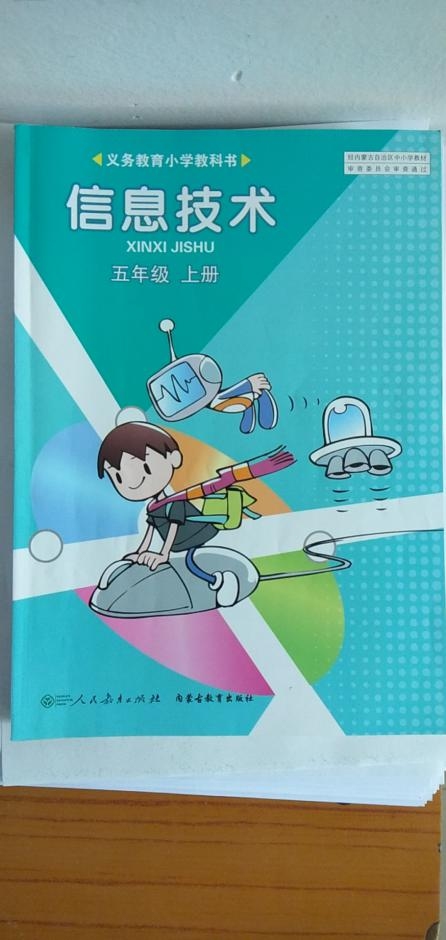 义务教育小学教科书
经内蒙古自治区中小学教材
审查委员会审查通过
信息技术
XINXI JISHU
五年级 上册
人民教育出版社 内蒙古教育出版社